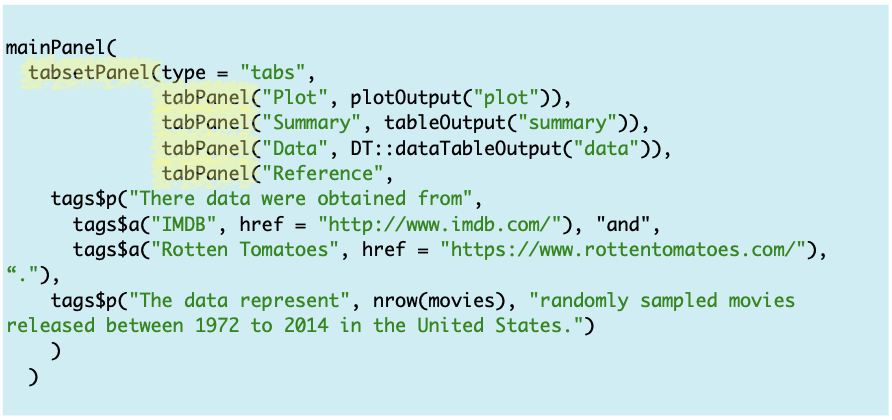 mainPanel(
tabsetPanel(type = "tabs",
tabPanel("Plot", plotOutput("plot")),
tabPanel("Summary", tableOutput("summary")),
tabPanel("Data", DT::dataTableOutput("data")),
tabPanel("Reference",
tags$p("There data were obtained from",
tags$a("IMDB", href = "http://www.imdb.com/"), "and",
tags$a("Rotten Tomatoes", href = "https://www.rottentomatoes.com/"),
“."),
tags$p("The data represent", nrow(movies), "randomly sampled movies
released between 1972 to 2014 in the United States.")
)
)